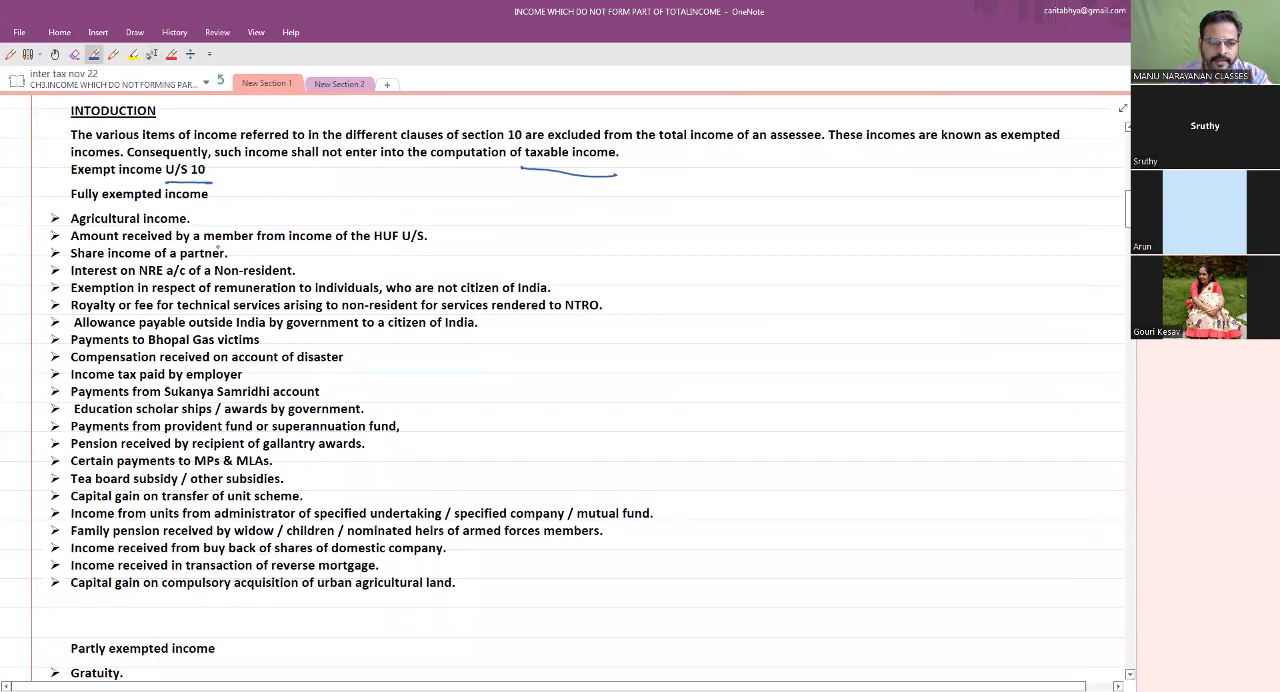 INCOME WHICH DO NOT FORM PART OF TOTALINCOME - OneNote
caritabhya@gmail.com
File Home Insert Draw History Review View Help
inter tax nov 22
CH3.INCOME WHICH DO NOT FORMING PAR...
New Section 1
New Section 2
INTODUCTION
The various items of income referred to in the different clauses of section 10 are excluded from the total income of an assessee. These incomes are known as exempted
incomes. Consequently, such income shall not enter into the computation of taxable income.
Exempt income U/S 10
Fully exempted income
Agricultural income.
Amount received by a member from income of the HUF U/S.
Share income of a partner.
Interest on NRE a/c of a Non-resident.
Exemption in respect of remuneration to individuals, who are not citizen of India.
Royalty or fee for technical services arising to non-resident for services rendered to NTRO.
Allowance payable outside India by government to a citizen of India.
Payments to Bhopal Gas victims
Compensation received on account of disaster
Income tax paid by employer
Payments from Sukanya Samridhi account
Education scholar ships / awards by government.
Payments from provident fund or superannuation fund,
Pension received by recipient of gallantry awards.
Certain payments to MPs & MLAs.
Tea board subsidy / other subsidies.
Capital gain on transfer of unit scheme.
Income from units from administrator of specified undertaking / specified company / mutual fund.
Family pension received by widow / children / nominated heirs of armed forces members.
Income received from buy back of shares of domestic company.
Income received in transaction of reverse mortgage.
Capital gain on compulsory acquisition of urban agricultural land.
Partly exempted income
Gratuity.
MANU NARAYANAN CLASSES
Sruthy
Sruthy
Arun
Gouri Kesav